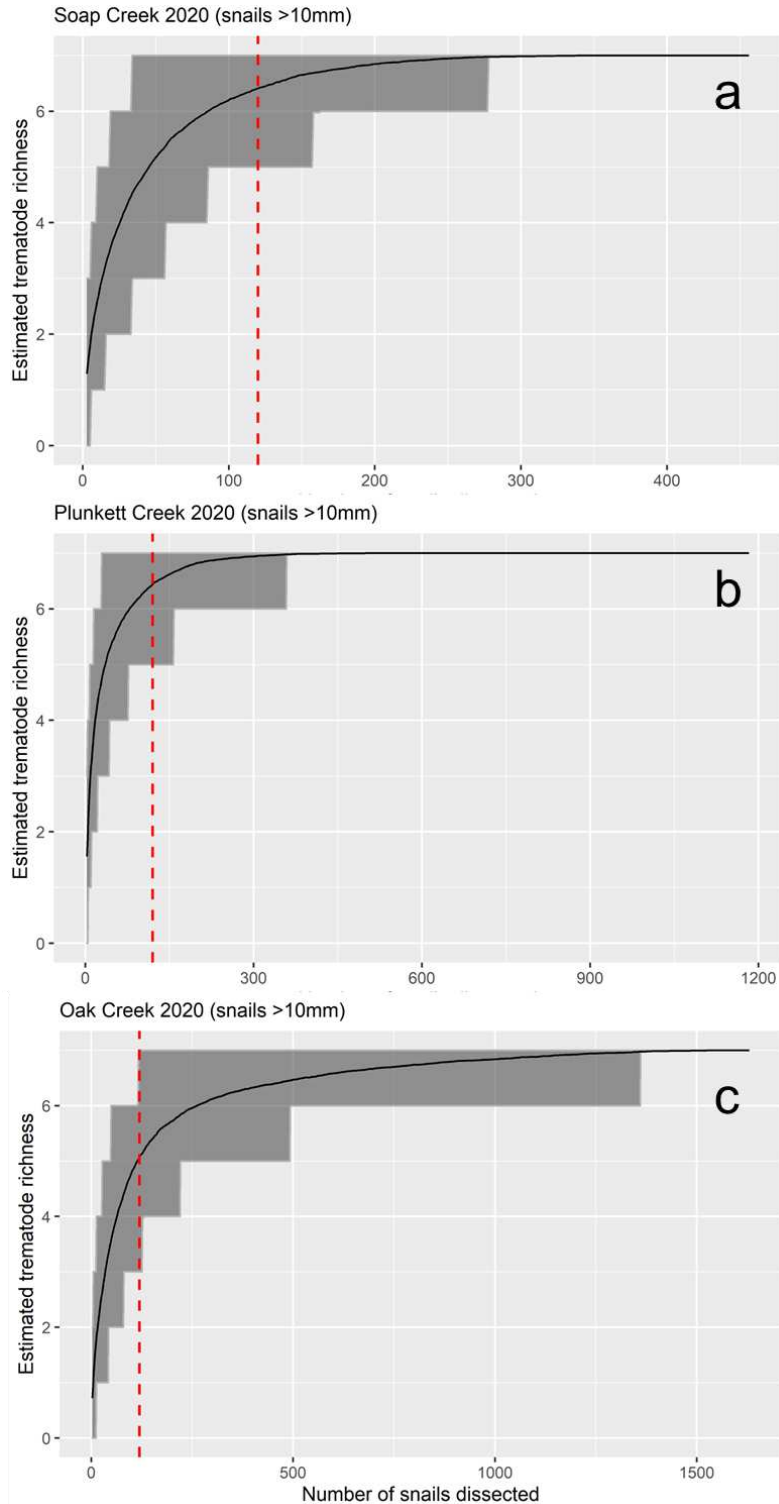 Soap Creek 2020 (snails >10mm)
a
Estimated trematode richness
6
4
2
0
0 100 200 300 400
Plunkett Creek 2020 (snails >10mm)
b
Estimated trematode richness
6
4
2
0
0 300 600 900 1200
Oak Creek 2020 (snails >10mm)
c
Estimated trematode richness
6
4
2
0
0 500 1000 1500
Number of snails dissected